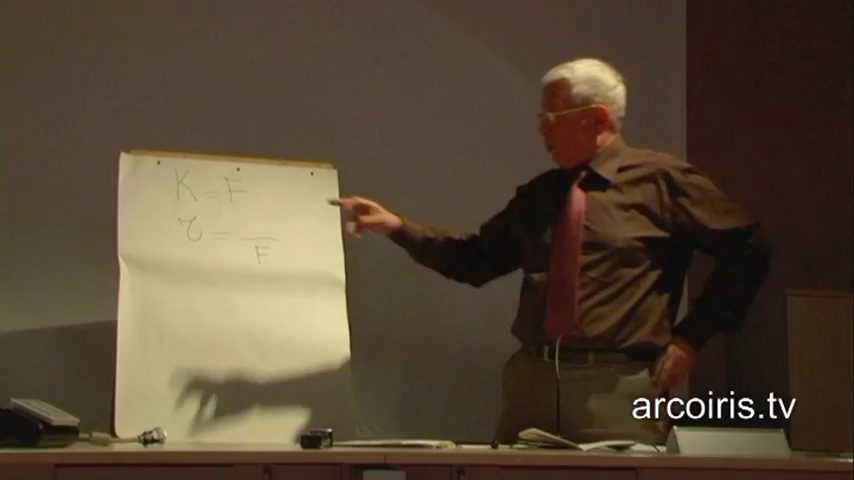 K = F
τ = —
F
arcoiris.tv